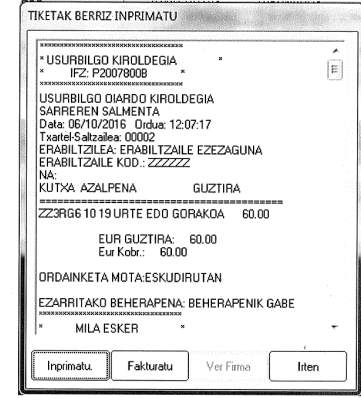 TIKETAK BERRIZ INPRIMATU
************************************
* USURBILGO KIROLDEGIA *
* IFZ: P2007800B *
************************************
USURBILGO OIARDO KIROLDEGIA
SARREREN SALMENTA
Data: 06/10/2016 Ordua: 12:07:17
Txartel-Saltzailea: 00002
ERABILTZILEA: ERABILTZAILE EZEZAGUNA
ERABILTZAILE KOD.: ZZZZZZ
NA:
KUTXA AZALPENA GUZTIRA
========================================
ZZ3RG6 10 19 URTE EDO GORAKOA 60.00
EUR GUZTIRA: 60.00
Eur Kobr.: 60.00
ORDAINKETA MOTA:ESKUDIRUTAN
EZARRITAKO BEHERAPENA: BEHERAPENIK GABE
************************************
* MILA ESKER *
Inprimatu. Fakturatu Ver Firma Irten